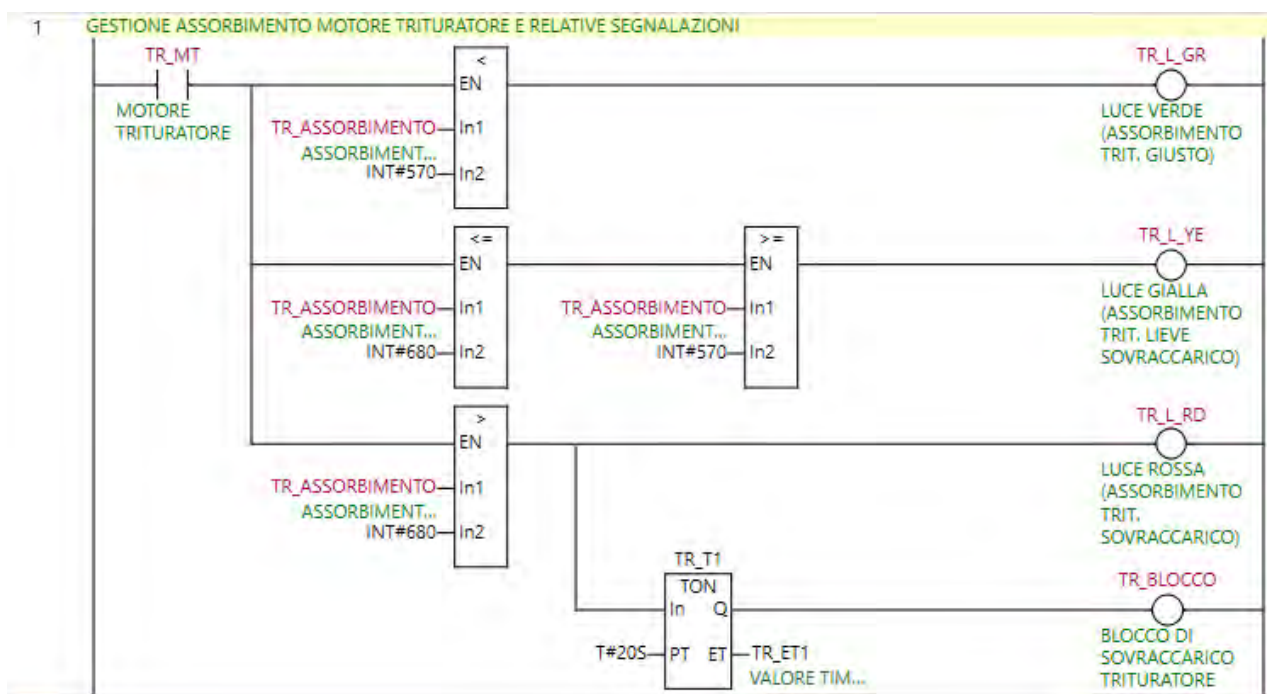 1 GESTIONE ASSORBIMENTO MOTORE TRITURATORE E RELATIVE SEGNALAZIONI
TR_MT
MOTORE
TRITURATORE
<
EN
TR_ASSORBIMENTO In1
ASSORBIMENT...
INT#570 In2
TR_L_GR
LUCE VERDE
(ASSORBIMENTO
TRIT. GIUSTO)
<=
EN
TR_ASSORBIMENTO In1
ASSORBIMENT...
INT#680 In2
>=
EN
TR_ASSORBIMENTO In1
ASSORBIMENT...
INT#570 In2
TR_L_YE
LUCE GIALLA
(ASSORBIMENTO
TRIT. LIEVE
SOVRACCARICO)
>
EN
TR_ASSORBIMENTO In1
ASSORBIMENT...
INT#680 In2
TR_L_RD
LUCE ROSSA
(ASSORBIMENTO
TRIT.
SOVRACCARICO)
TR_T1
TON
In Q
T#20S PT ET TR_ET1
VALORE TIM...
TR_BLOCCO
BLOCCO DI
SOVRACCARICO
TRITURATORE